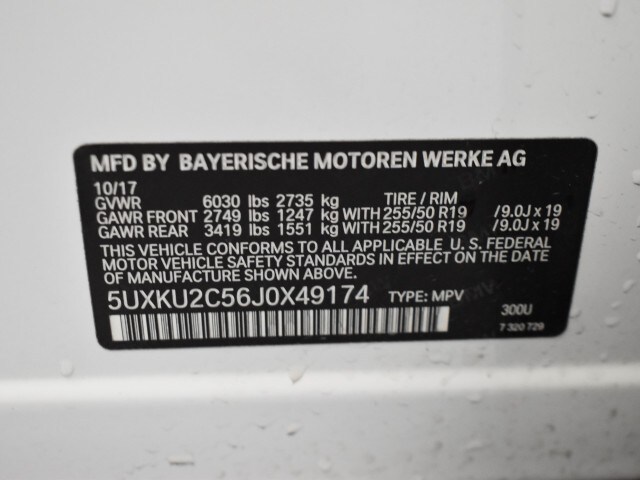 MFD BY BAYERISCHE MOTOREN WERKE AG
10/17
GVWR 6030 lbs 2735 kg TIRE / RIM
GAWR FRONT 2749 lbs 1247 kg WITH 255/50 R19 /9.0J x 19
GAWR REAR 3419 lbs 1551 kg WITH 255/50 R19 /9.0J x 19
THIS VEHICLE CONFORMS TO ALL APPLICABLE U. S. FEDERAL
MOTOR VEHICLE SAFETY STANDARDS IN EFFECT ON THE
DATE OF MANUFACTURE SHOWN ABOVE.
5UXKU2C56J0X49174 TYPE: MPV
300U
7 320 729